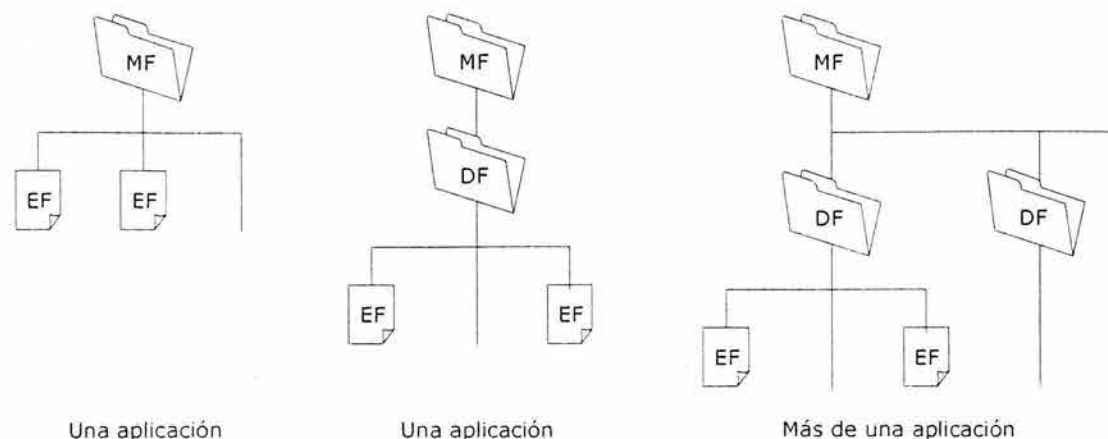 MF
MF
MF
EF
EF
DF
DF
DF
EF
EF
EF
EF
Una aplicación
Una aplicación
Más de una aplicación